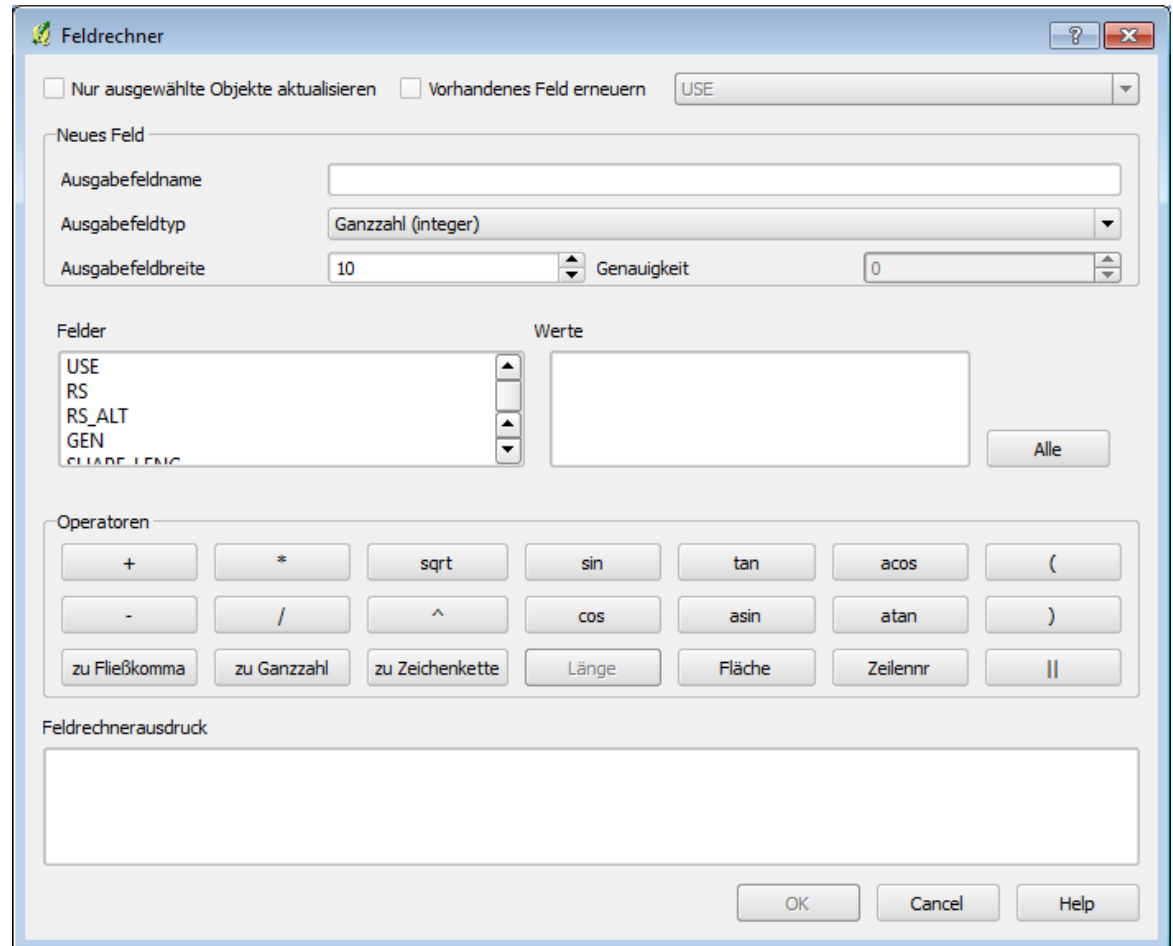 Feldrechner
Nur ausgewählte Objekte aktualisieren Vorhandenes Feld erneuern USE
Neues Feld
Ausgabefeldname
Ausgabefeldtyp Ganzzahl (integer)
Ausgabefeldbreite 10 Genauigkeit 0
Felder Werte
USE
RS
RS_ALT
GEN
SHAPE_LENG
Alle
Operatoren
+ * sqrt sin tan acos (
- / ^ cos asin atan )
zu Fließkomma zu Ganzzahl zu Zeichenkette Länge Fläche Zeilennr ||
Feldrechnerausdruck
OK Cancel Help